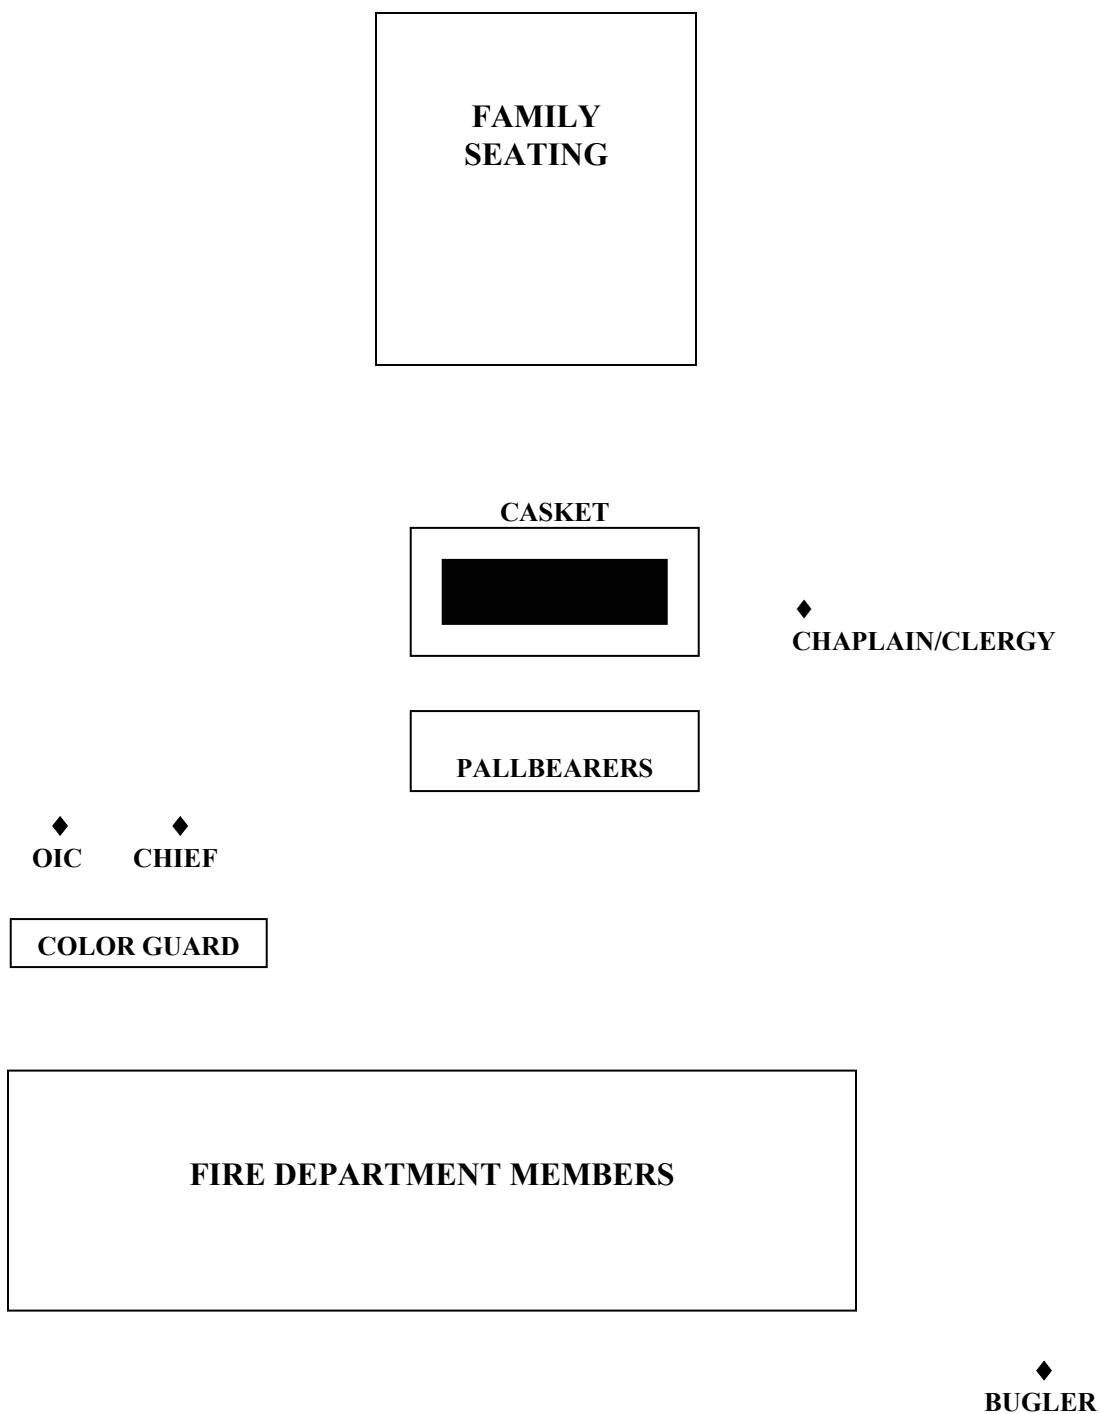 FAMILY
SEATING
CASKET
CHAPLAIN/CLERGY
PALLBEARERS
OIC
CHIEF
COLOR GUARD
FIRE DEPARTMENT MEMBERS
BUGLER